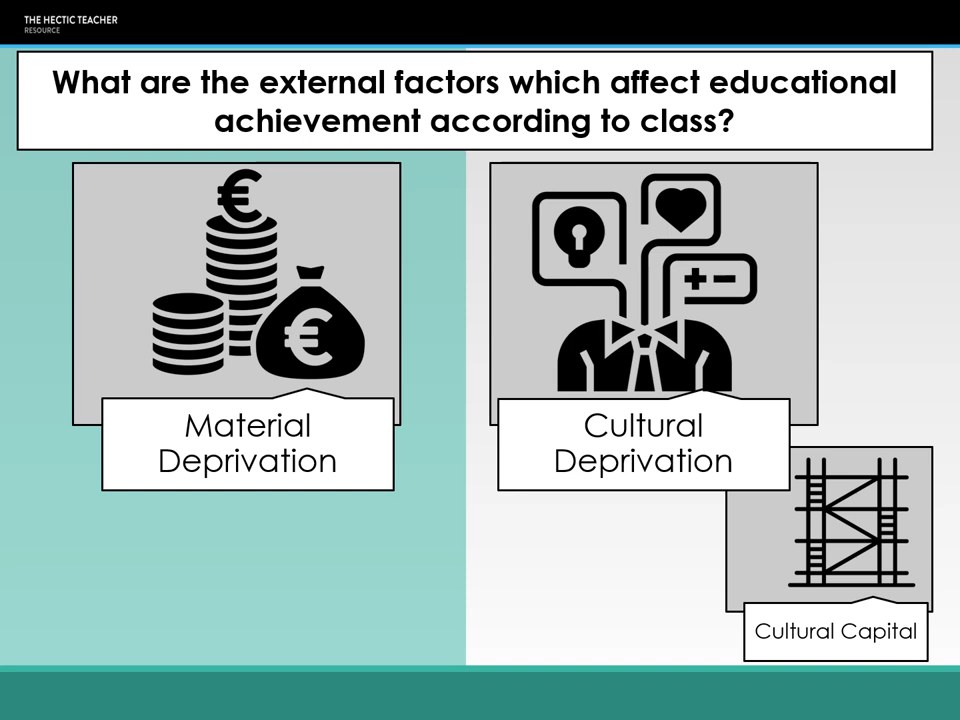 THE HECTIC TEACHER
RESOURCE
What are the external factors which affect educational
achievement according to class?
€
€
Material
Deprivation
+ −
Cultural
Deprivation
Cultural Capital